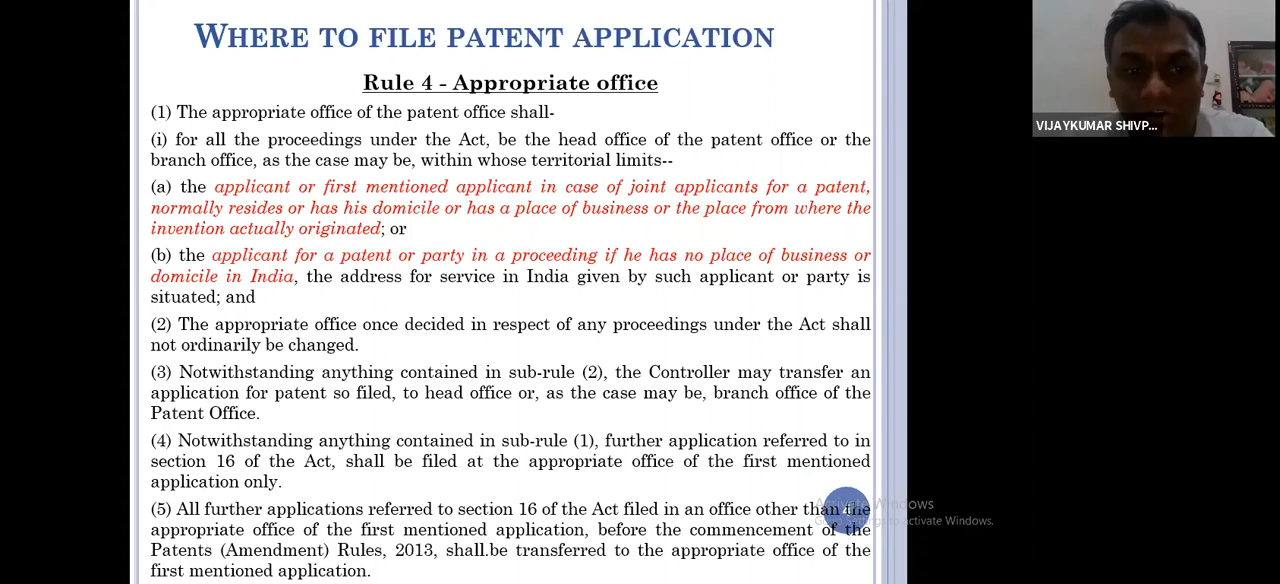 WHERE TO FILE PATENT APPLICATION
Rule 4 - Appropriate office
(1) The appropriate office of the patent office shall-
(i) for all the proceedings under the Act, be the head office of the patent office or the
branch office, as the case may be, within whose territorial limits--
(a) the applicant or first mentioned applicant in case of joint applicants for a patent,
normally resides or has his domicile or has a place of business or the place from where the
invention actually originated; or
(b) the applicant for a patent or party in a proceeding if he has no place of business or
domicile in India, the address for service in India given by such applicant or party is
situated; and
(2) The appropriate office once decided in respect of any proceedings under the Act shall
not ordinarily be changed.
(3) Notwithstanding anything contained in sub-rule (2), the Controller may transfer an
application for patent so filed, to head office or, as the case may be, branch office of the
Patent Office.
(4) Notwithstanding anything contained in sub-rule (1), further application referred to in
section 16 of the Act, shall be filed at the appropriate office of the first mentioned
application only.
(5) All further applications referred to section 16 of the Act filed in an office other than the
appropriate office of the first mentioned application, before the commencement of the
Patents (Amendment) Rules, 2013, shall.be transferred to the appropriate office of the
first mentioned application.
4
Activate Windows
Go to Settings to activate Windows.
VIJAYKUMAR SHIVP...